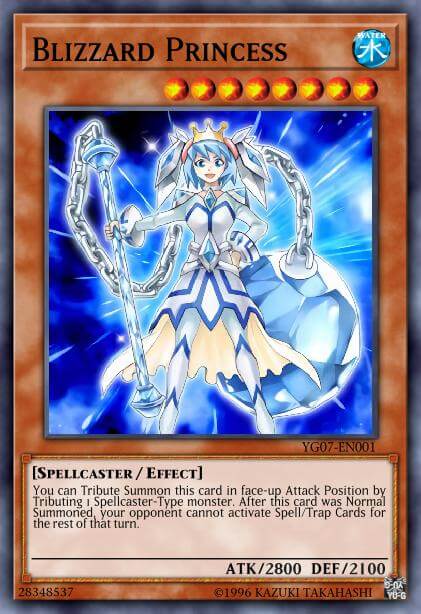 Blizzard Princess
WATER
水
YG07-EN001
[Spellcaster / Effect]
You can Tribute Summon this card in face-up Attack Position by
Tributing 1 Spellcaster-Type monster. After this card was Normal
Summoned, your opponent cannot activate Spell/Trap Cards for
the rest of that turn.
ATK/2800 DEF/2100
28348537
©1996 KAZUKI TAKAHASHI